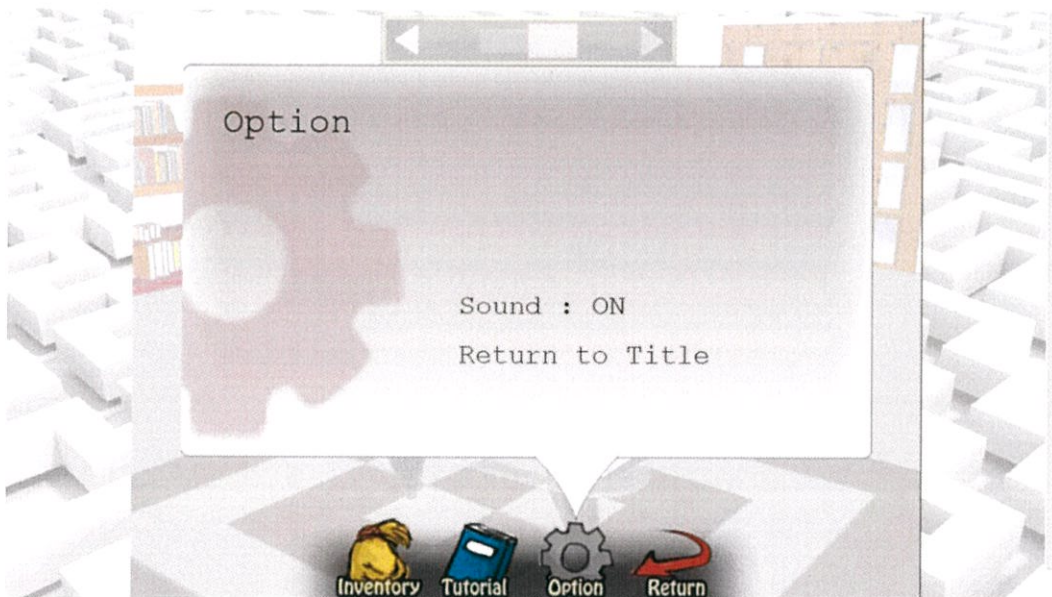 Option
Sound : ON
Return to Title
Inventory Tutorial Option Return